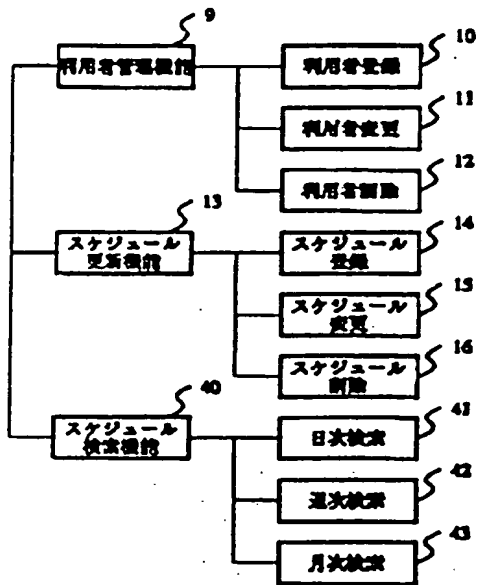 9
利用者管理機能
10
利用者登録
11
利用者変更
12
利用者削除
13
スケジュール
更新機能
14
スケジュール
登録
15
スケジュール
変更
16
スケジュール
削除
40
スケジュール
検索機能
41
日次検索
42
週次検索
43
月次検索